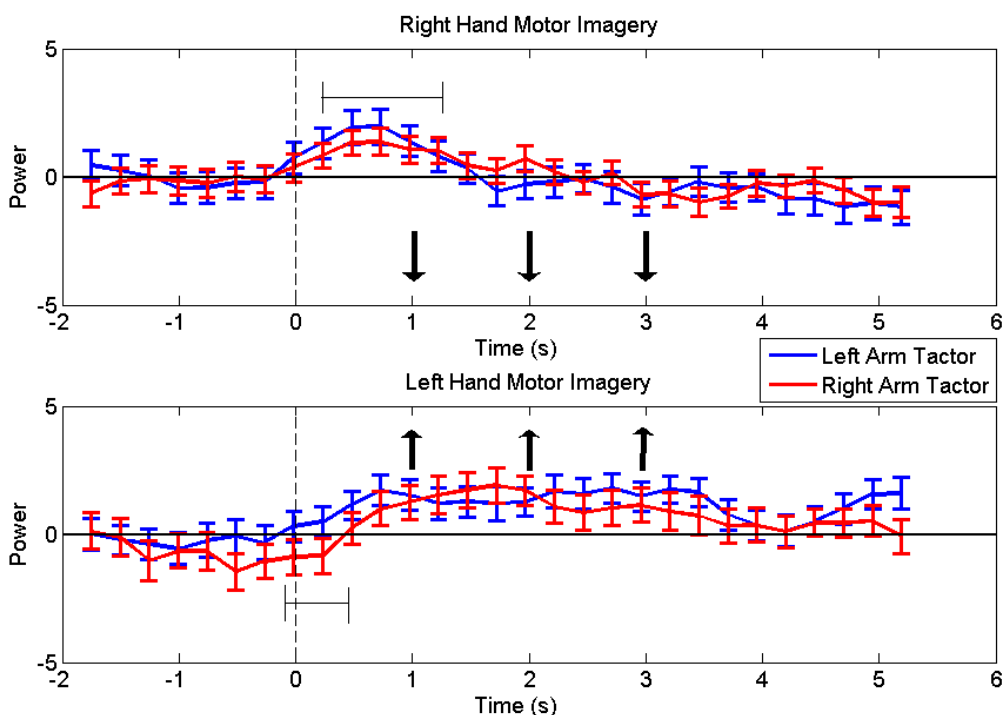 Right Hand Motor Imagery
5
0
-5
Power
-2 -1 0 1 2 3 4 5 6
Time (s)
Left Arm Tactor
Right Arm Tactor
Left Hand Motor Imagery
5
0
-5
Power
-2 -1 0 1 2 3 4 5 6
Time (s)